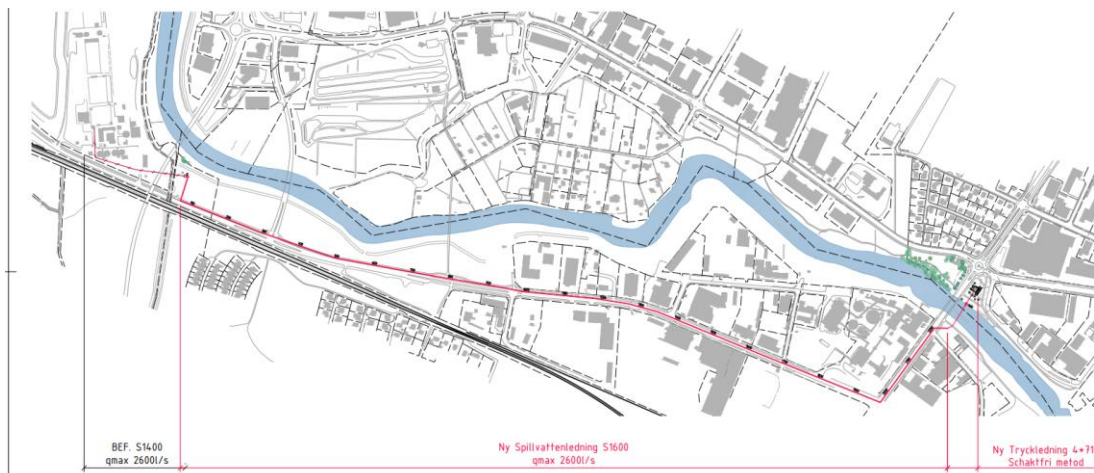 BEF. S1400
qmax 2600l/s
Ny Spillvattenledning S1600
qmax 2600l/s
Ny Tryckledning 4*71
Schaktfri metod